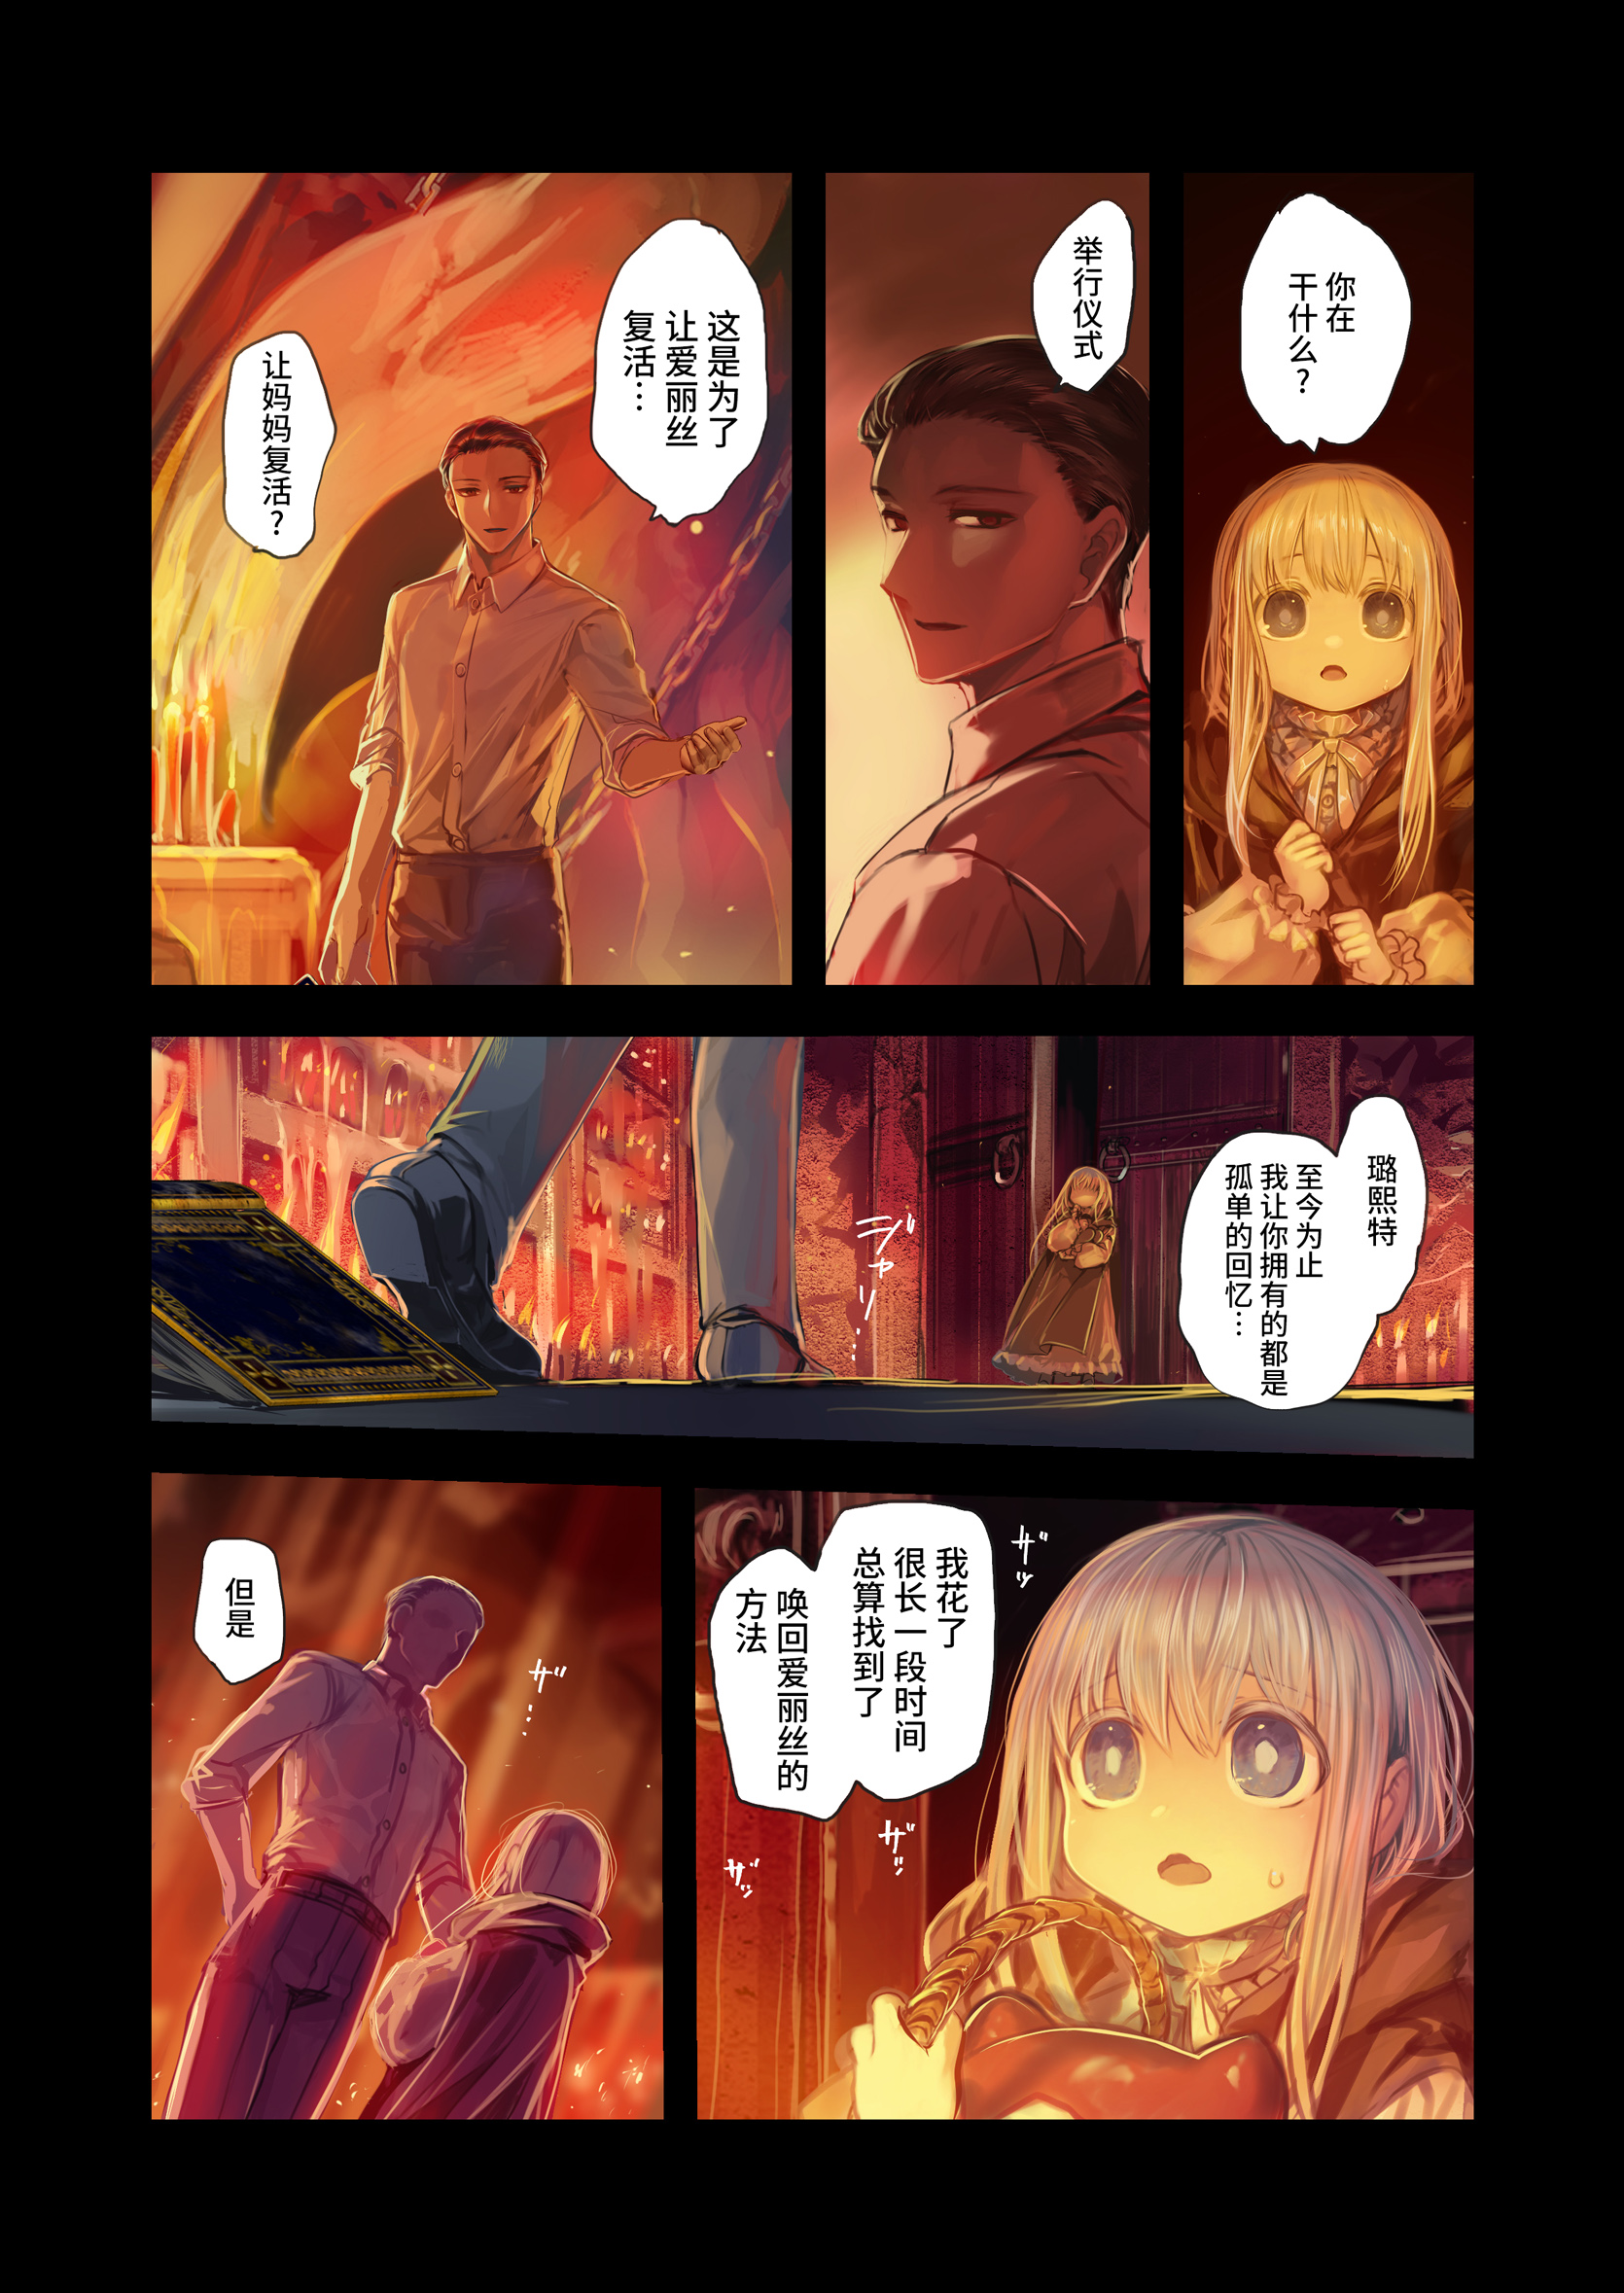 你在
干什么？
举行仪式
这是为了
让爱丽丝
复活…
让妈妈复活？
璐熙特
至今为止
我让你拥有的都是
孤单的回忆…
ジャリ…
ザッ
我花了
很长一段时间
总算找到了
唤回爱丽丝的
方法
ザッ
ザッ
ザ…
但是